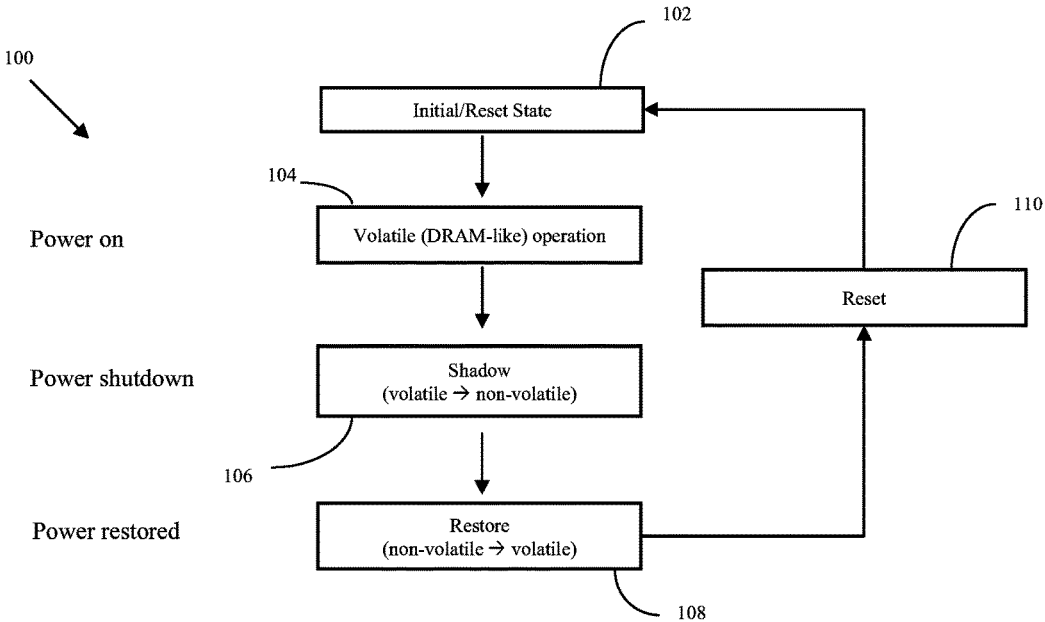 102
100
Initial/Reset State
104
110
Power on
Volatile (DRAM-like) operation
Reset
Power shutdown
Shadow
(volatile → non-volatile)
106
Power restored
Restore
(non-volatile → volatile)
108